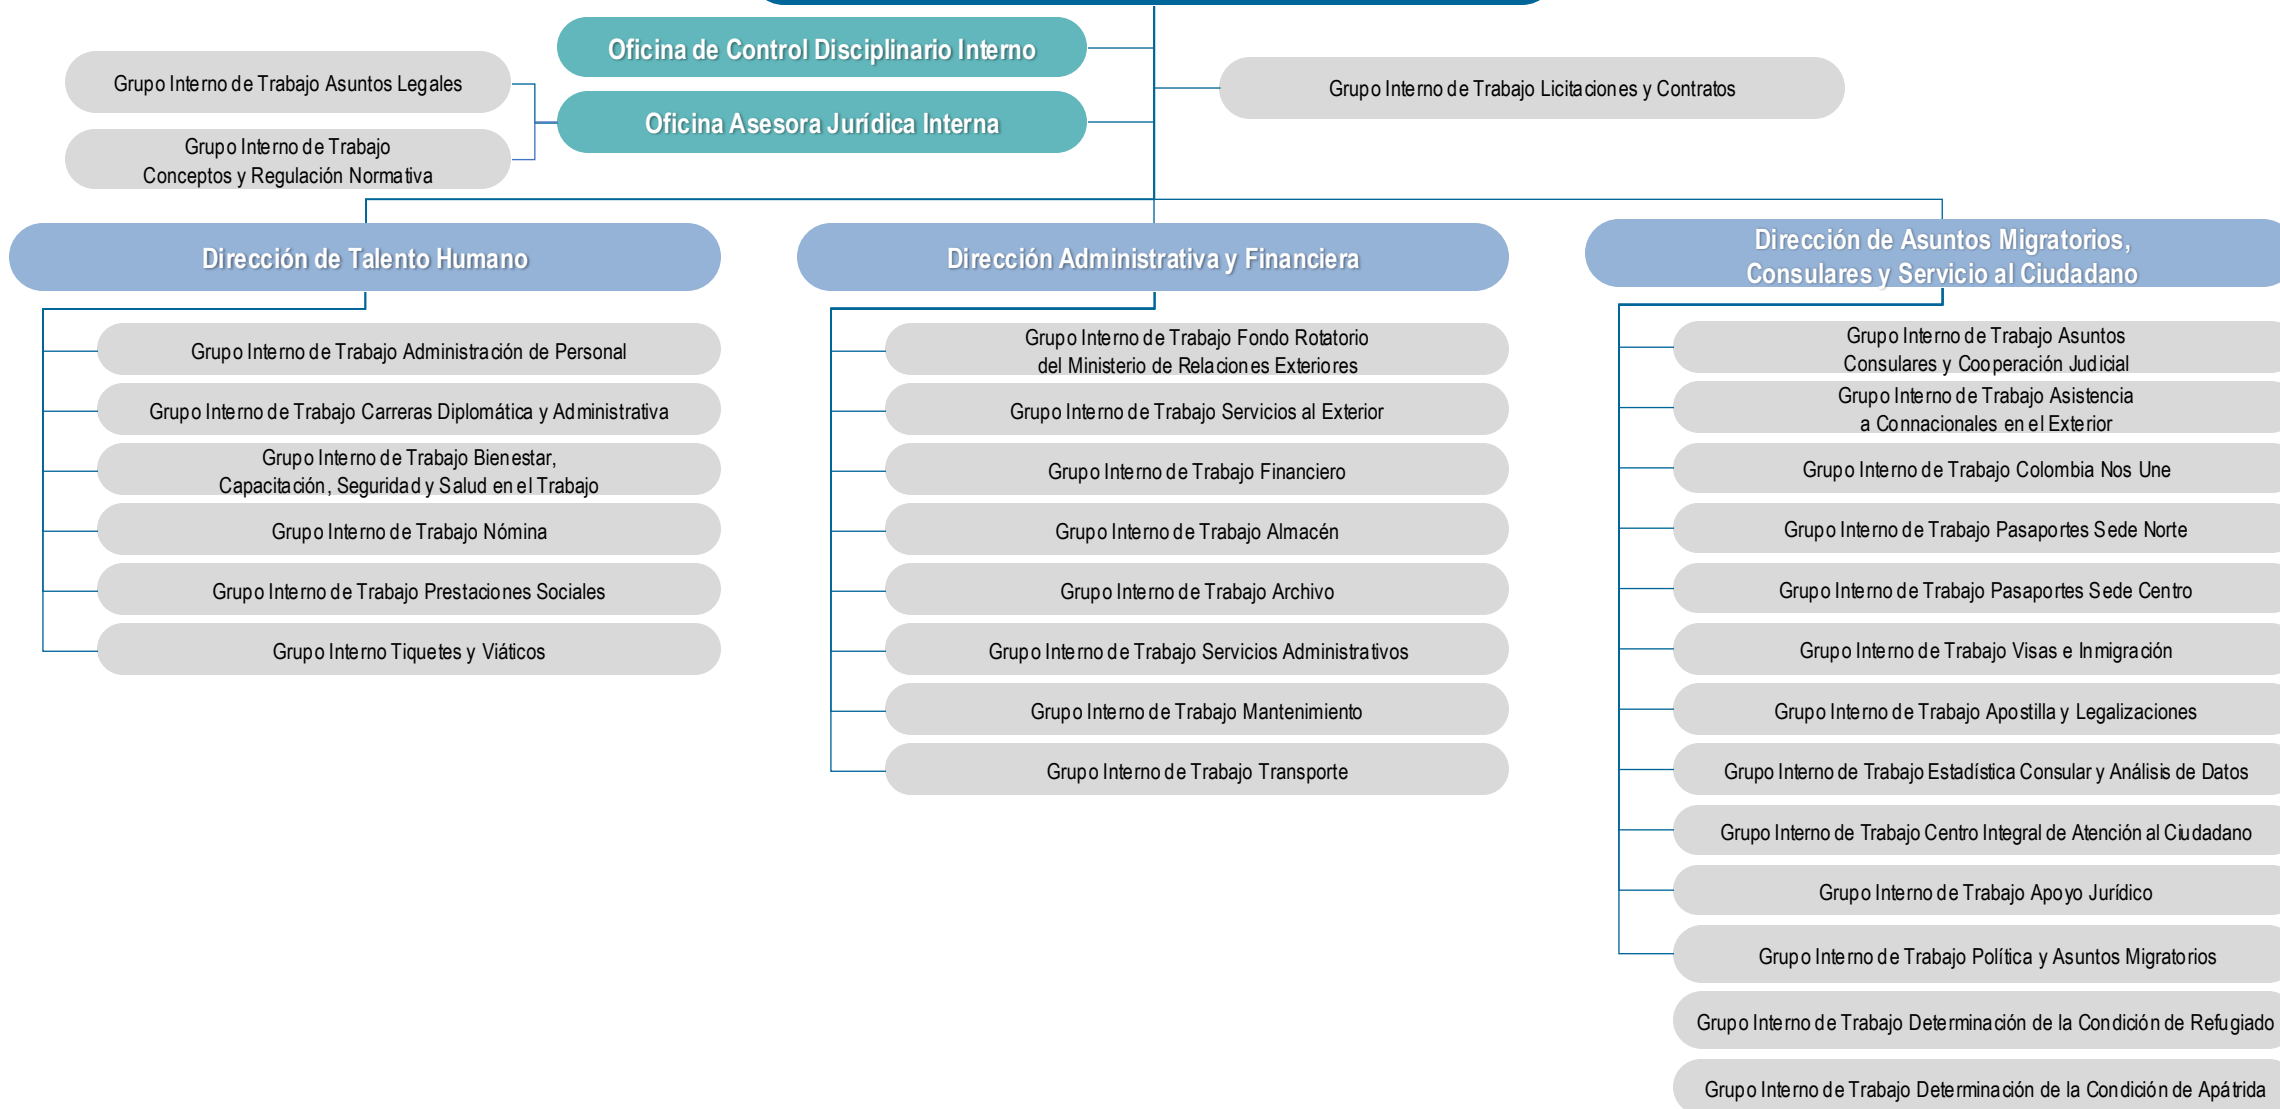 Oficina de Control Disciplinario Interno
Grupo Interno de Trabajo Asuntos Legales
Grupo Interno de Trabajo Licitaciones y Contratos
Oficina Asesora Jurídica Interna
Grupo Interno de Trabajo
Conceptos y Regulación Normativa
Dirección de Talento Humano
Grupo Interno de Trabajo Administración de Personal
Grupo Interno de Trabajo Carreras Diplomática y Administrativa
Grupo Interno de Trabajo Bienestar,
Capacitación, Seguridad y Salud en el Trabajo
Grupo Interno de Trabajo Nómina
Grupo Interno de Trabajo Prestaciones Sociales
Grupo Interno Tiquetes y Viáticos
Dirección Administrativa y Financiera
Grupo Interno de Trabajo Fondo Rotatorio
del Ministerio de Relaciones Exteriores
Grupo Interno de Trabajo Servicios al Exterior
Grupo Interno de Trabajo Financiero
Grupo Interno de Trabajo Almacén
Grupo Interno de Trabajo Archivo
Grupo Interno de Trabajo Servicios Administrativos
Grupo Interno de Trabajo Mantenimiento
Grupo Interno de Trabajo Transporte
Dirección de Asuntos Migratorios,
Consulares y Servicio al Ciudadano
Grupo Interno de Trabajo Asuntos
Consulares y Cooperación Judicial
Grupo Interno de Trabajo Asistencia
a Connacionales en el Exterior
Grupo Interno de Trabajo Colombia Nos Une
Grupo Interno de Trabajo Pasaportes Sede Norte
Grupo Interno de Trabajo Pasaportes Sede Centro
Grupo Interno de Trabajo Visas e Inmigración
Grupo Interno de Trabajo Apostilla y Legalizaciones
Grupo Interno de Trabajo Estadística Consular y Análisis de Datos
Grupo Interno de Trabajo Centro Integral de Atención al Ciudadano
Grupo Interno de Trabajo Apoyo Jurídico
Grupo Interno de Trabajo Política y Asuntos Migratorios
Grupo Interno de Trabajo Determinación de la Condición de Refugiado
Grupo Interno de Trabajo Determinación de la Condición de Apátrida